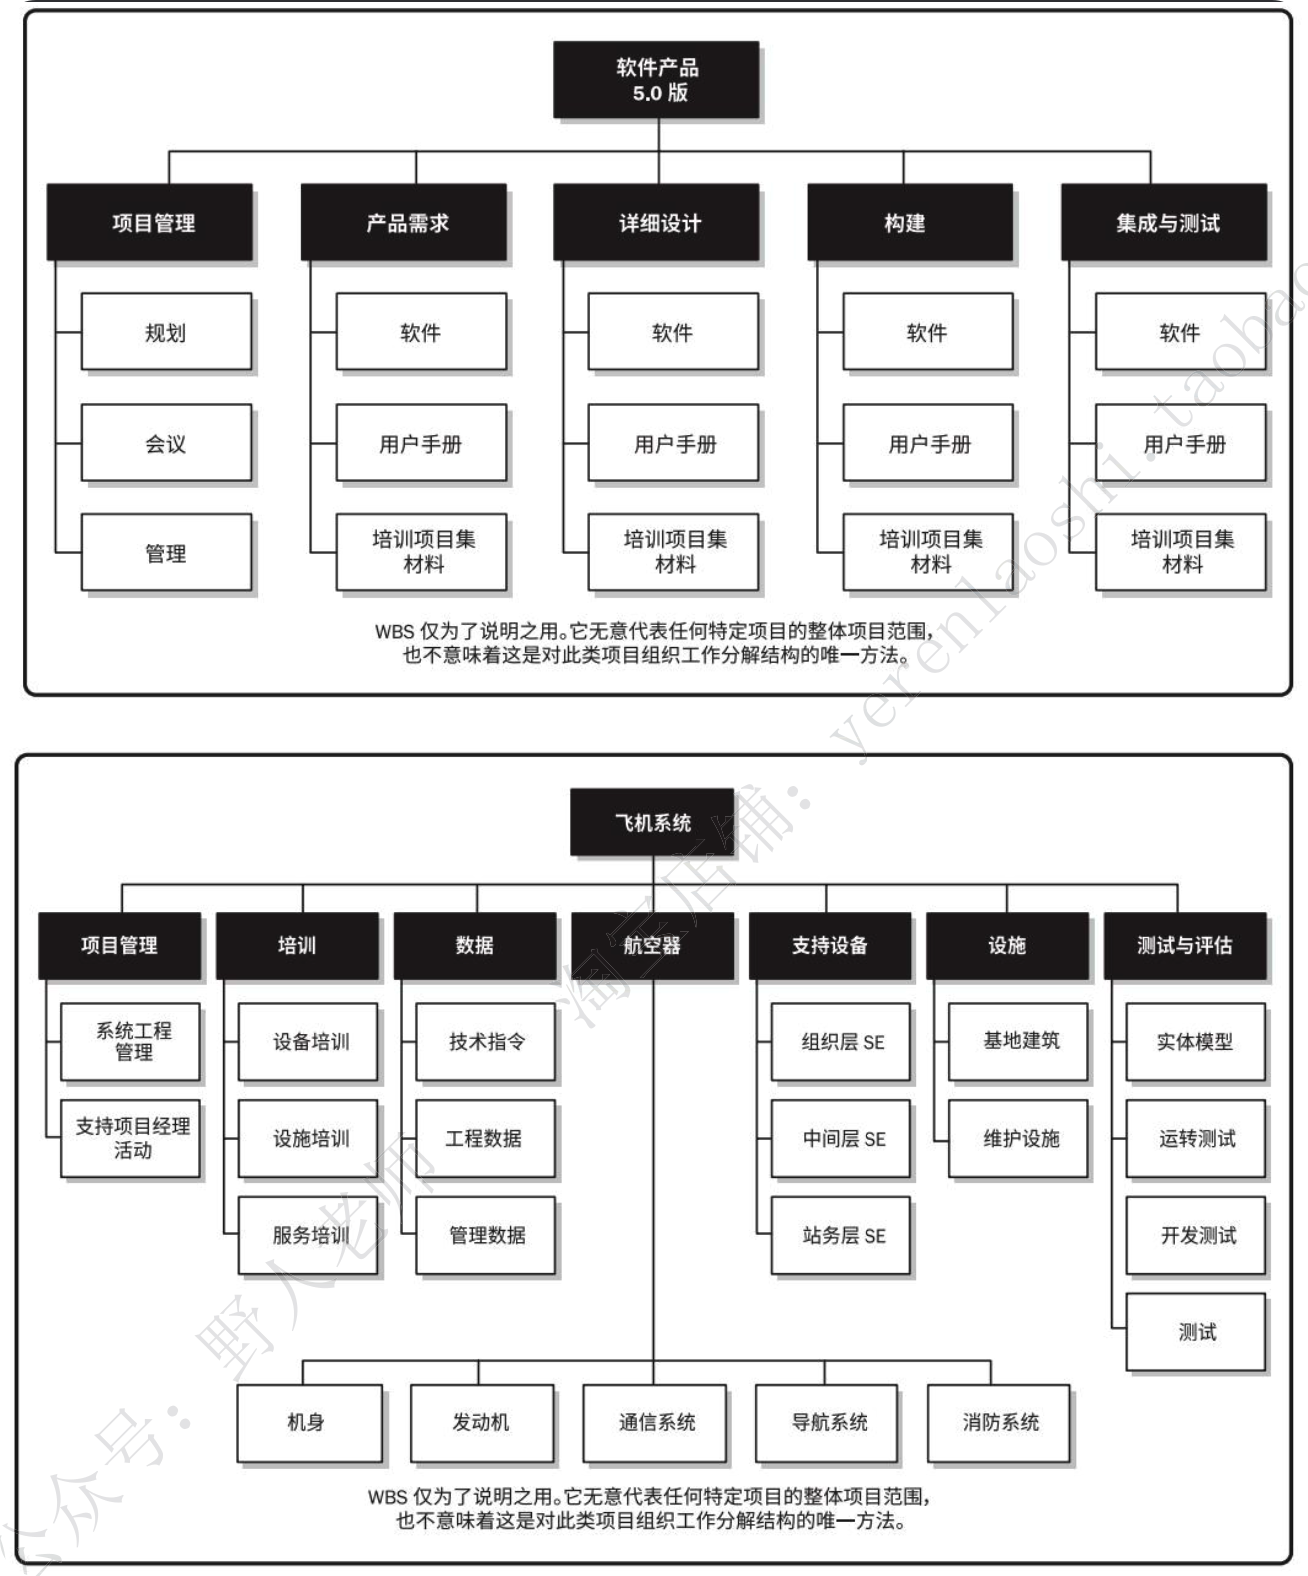 软件产品
5.0 版
项目管理
产品需求
详细设计
构建
集成与测试
规划
软件
软件
软件
软件
会议
用户手册
用户手册
用户手册
用户手册
管理
培训项目集
材料
培训项目集
材料
培训项目集
材料
培训项目集
材料
WBS 仅为了说明之用。它无意代表任何特定项目的整体项目范围，
也不意味着这是对此类项目组织工作分解结构的唯一方法。
飞机系统
项目管理
培训
数据
航空器
支持设备
设施
测试与评估
系统工程
管理
设备培训
技术指令
组织层 SE
基地建筑
实体模型
支持项目经理
活动
设施培训
工程数据
中间层 SE
维护设施
运转测试
服务培训
管理数据
站务层 SE
开发测试
测试
机身
发动机
通信系统
导航系统
消防系统
WBS 仅为了说明之用。它无意代表任何特定项目的整体项目范围，
也不意味着这是对此类项目组织工作分解结构的唯一方法。
公众号：野人老师 淘宝店铺：yerenlaoshi.taobao